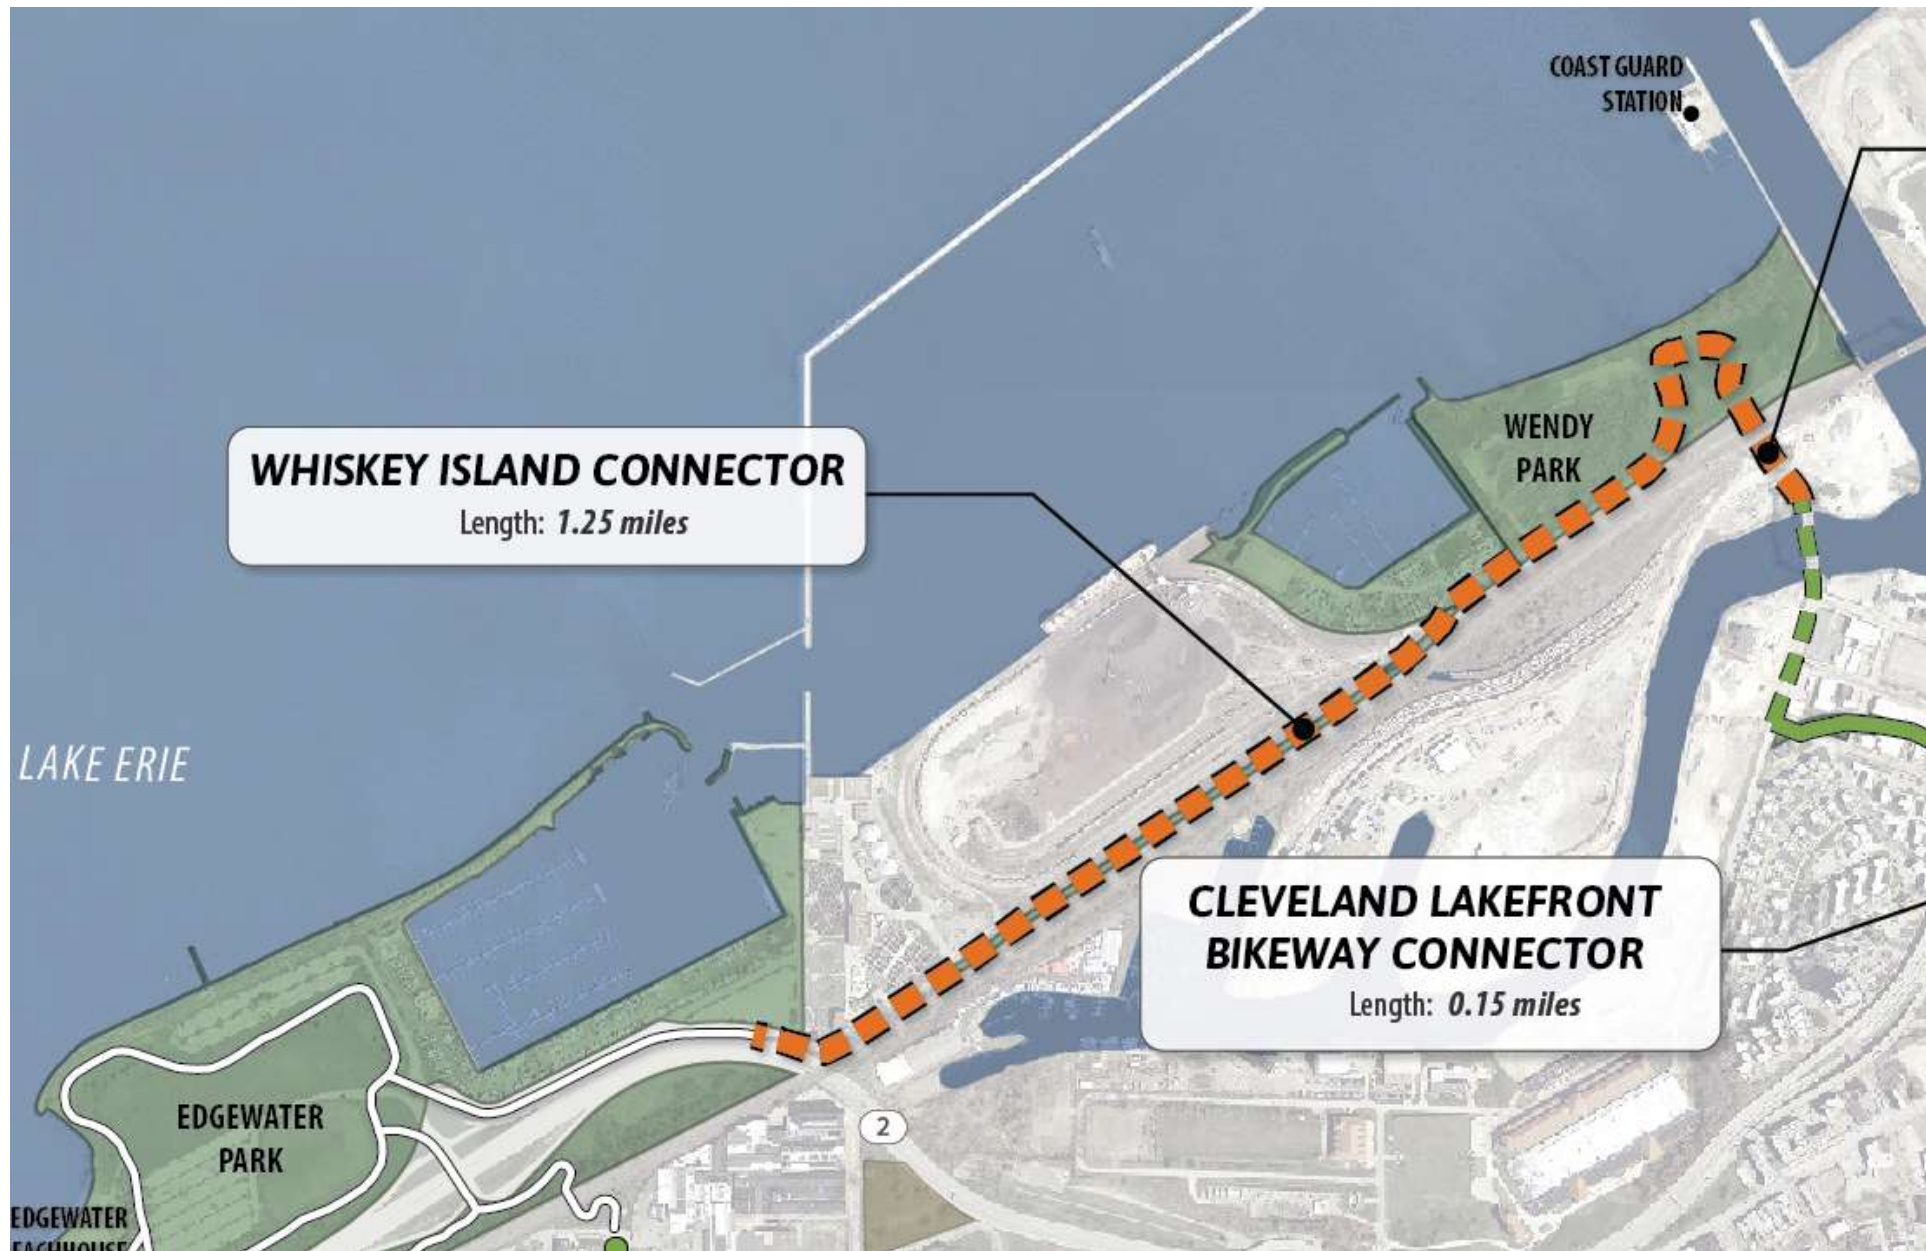 COAST GUARD
STATION
WENDY
PARK
WHISKEY ISLAND CONNECTOR
Length: 1.25 miles
LAKE ERIE
CLEVELAND LAKEFRONT
BIKEWAY CONNECTOR
Length: 0.15 miles
EDGEWATER
PARK
2
EDGEWATER